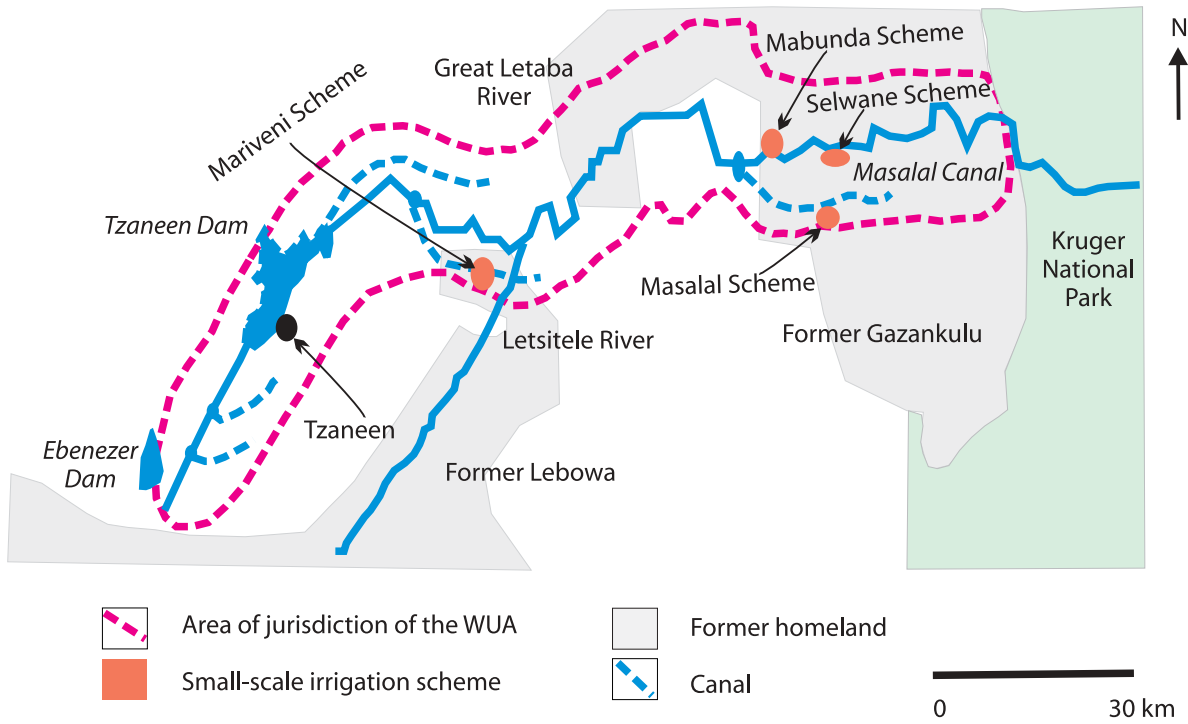 N
Mabunda Scheme
Great Letaba
River
Mariveni Scheme
Selwane Scheme
Masalal Canal
Tzaneen Dam
Kruger
National
Park
Masalal Scheme
Letsitele River
Former Gazankulu
Tzaneen
Ebenezer
Dam
Former Lebowa
Area of jurisdiction of the WUA
Former homeland
Small-scale irrigation scheme
Canal
0 30 km